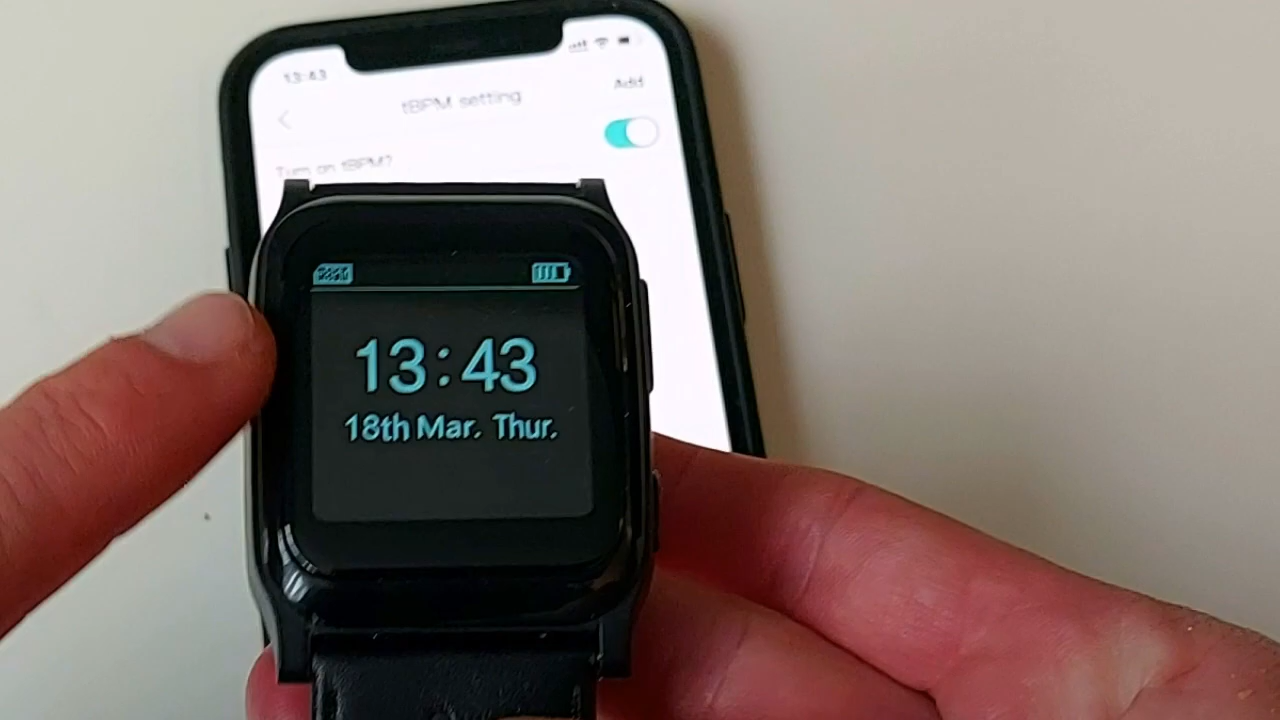 13:43
Add
tBPM setting
Turn on tBPM?
13:43
18th Mar. Thur.